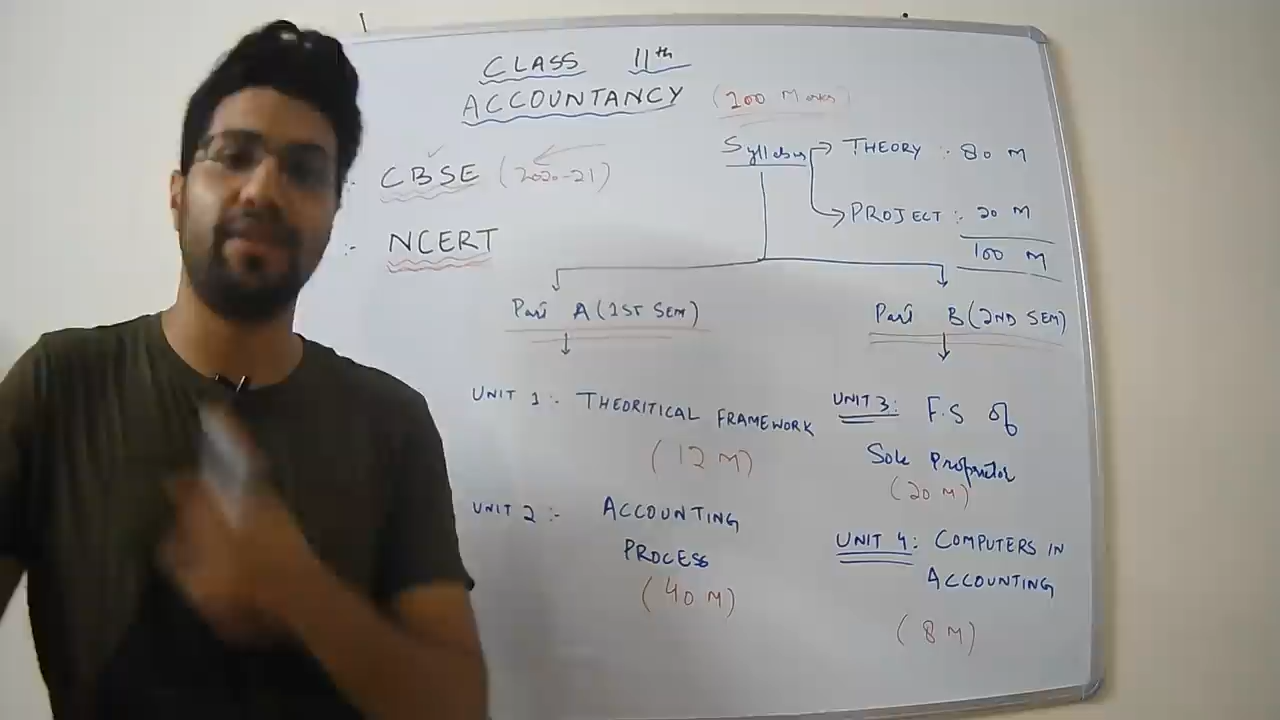 CLASS 11th
ACCOUNTANCY (100 Marks)
:- CBSE (2020-21)
:- NCERT
Syllabus
THEORY : 80 M
PROJECT : 20 M
100 M
Part A (1ST SEM)
UNIT 1 :- THEORITICAL FRAMEWORK
(12 M)
UNIT 2 :- ACCOUNTING
PROCESS
(40 M)
Part B (2ND SEM)
UNIT 3: F.S of
Sole Proprietor
(20 M)
UNIT 4: COMPUTERS IN
ACCOUNTING
(8 M)